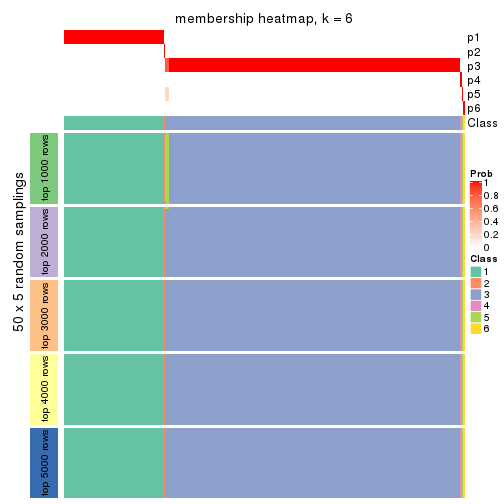 membership heatmap, k = 6
p1
p2
p3
p4
p5
p6
Class
50 x 5 random samplings
top 1000 rows
top 2000 rows
top 3000 rows
top 4000 rows
top 5000 rows
Prob
1
0.8
0.6
0.4
0.2
0
Class
1
2
3
4
5
6